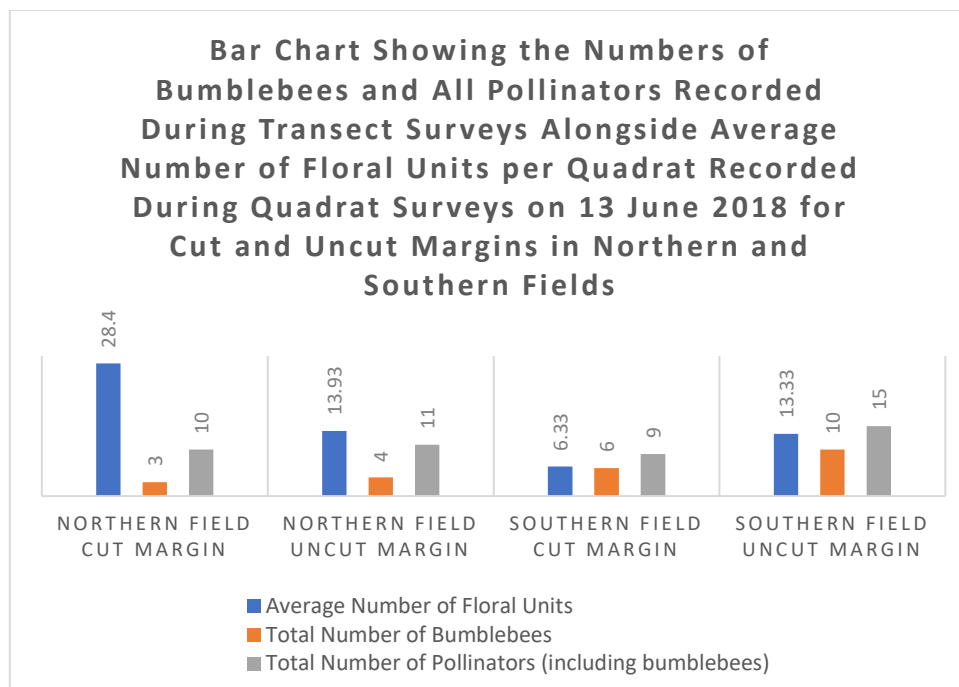 Bar Chart Showing the Numbers of
Bumblebees and All Pollinators Recorded
During Transect Surveys Alongside Average
Number of Floral Units per Quadrat Recorded
During Quadrat Surveys on 13 June 2018 for
Cut and Uncut Margins in Northern and
Southern Fields
28.4
3
10
13.93
4
11
6.33
6
9
13.33
10
15
NORTHERN FIELD
CUT MARGIN
NORTHERN FIELD
UNCUT MARGIN
SOUTHERN FIELD
CUT MARGIN
SOUTHERN FIELD
UNCUT MARGIN
Average Number of Floral Units
Total Number of Bumblebees
Total Number of Pollinators (including bumblebees)